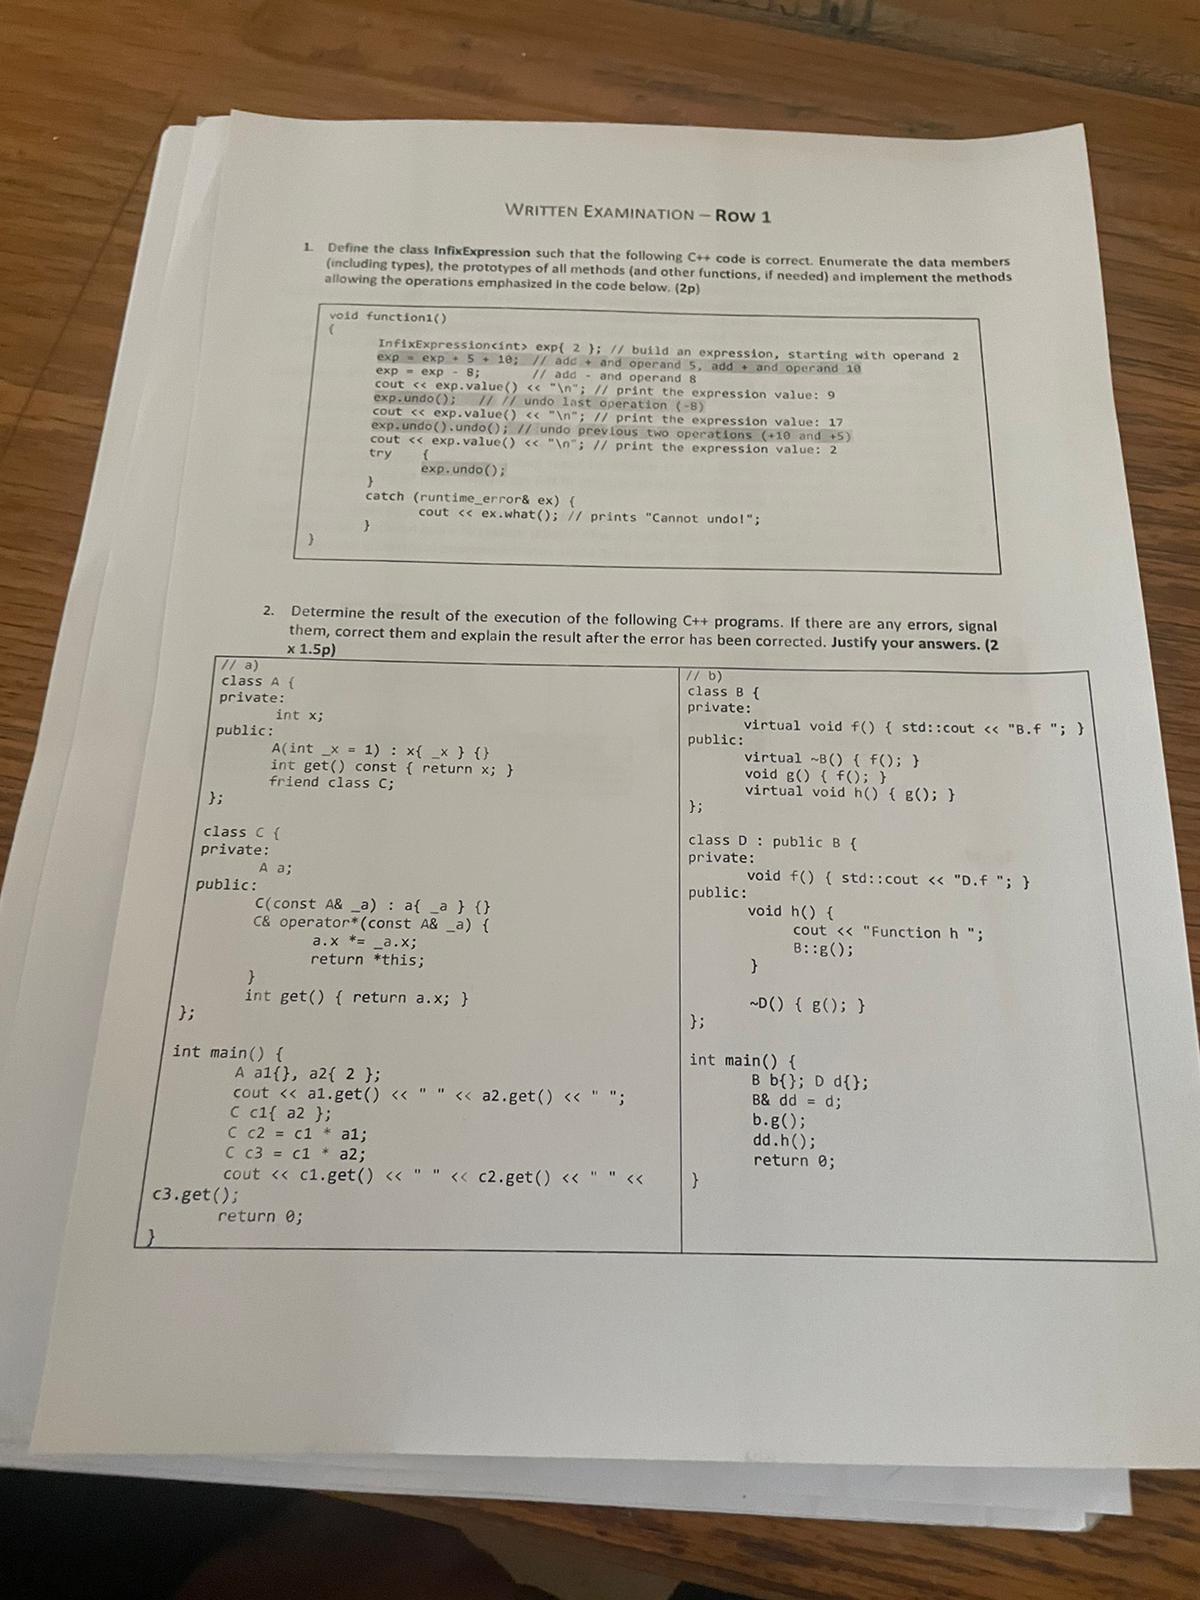 WRITTEN EXAMINATION – ROW 1
1. Define the class InfixExpression such that the following C++ code is correct. Enumerate the data members
(including types), the prototypes of all methods (and other functions, if needed) and implement the methods
allowing the operations emphasized in the code below. (2p)
void function1()
{
InfixExpression<int> exp{ 2 }; // build an expression, starting with operand 2
exp = exp + 5 + 10; // add + and operand 5, add + and operand 10
exp = exp - 8; // add - and operand 8
cout << exp.value() << "\n"; // print the expression value: 9
exp.undo(); // // undo last operation (-8)
cout << exp.value() << "\n"; // print the expression value: 17
exp.undo().undo(); // undo previous two operations (+10 and +5)
cout << exp.value() << "\n"; // print the expression value: 2
try {
exp.undo();
}
catch (runtime_error& ex) {
cout << ex.what(); // prints "Cannot undo!";
}
}
2. Determine the result of the execution of the following C++ programs. If there are any errors, signal
them, correct them and explain the result after the error has been corrected. Justify your answers. (2
x 1.5p)
// a)
class A {
private:
int x;
public:
A(int _x = 1) : x{ _x } {}
int get() const { return x; }
friend class C;
};
class C {
private:
A a;
public:
C(const A& _a) : a{ _a } {}
C& operator*(const A& _a) {
a.x *= _a.x;
return *this;
}
int get() { return a.x; }
};
int main() {
A a1{}, a2{ 2 };
cout << a1.get() << " " << a2.get() << " ";
C c1{ a2 };
C c2 = c1 * a1;
C c3 = c1 * a2;
cout << c1.get() << " " << c2.get() << " " <<
c3.get();
return 0;
}
// b)
class B {
private:
virtual void f() { std::cout << "B.f "; }
public:
virtual ~B() { f(); }
void g() { f(); }
virtual void h() { g(); }
};
class D : public B {
private:
void f() { std::cout << "D.f "; }
public:
void h() {
cout << "Function h ";
B::g();
}
~D() { g(); }
};
int main() {
B b{}; D d{};
B& dd = d;
b.g();
dd.h();
return 0;
}